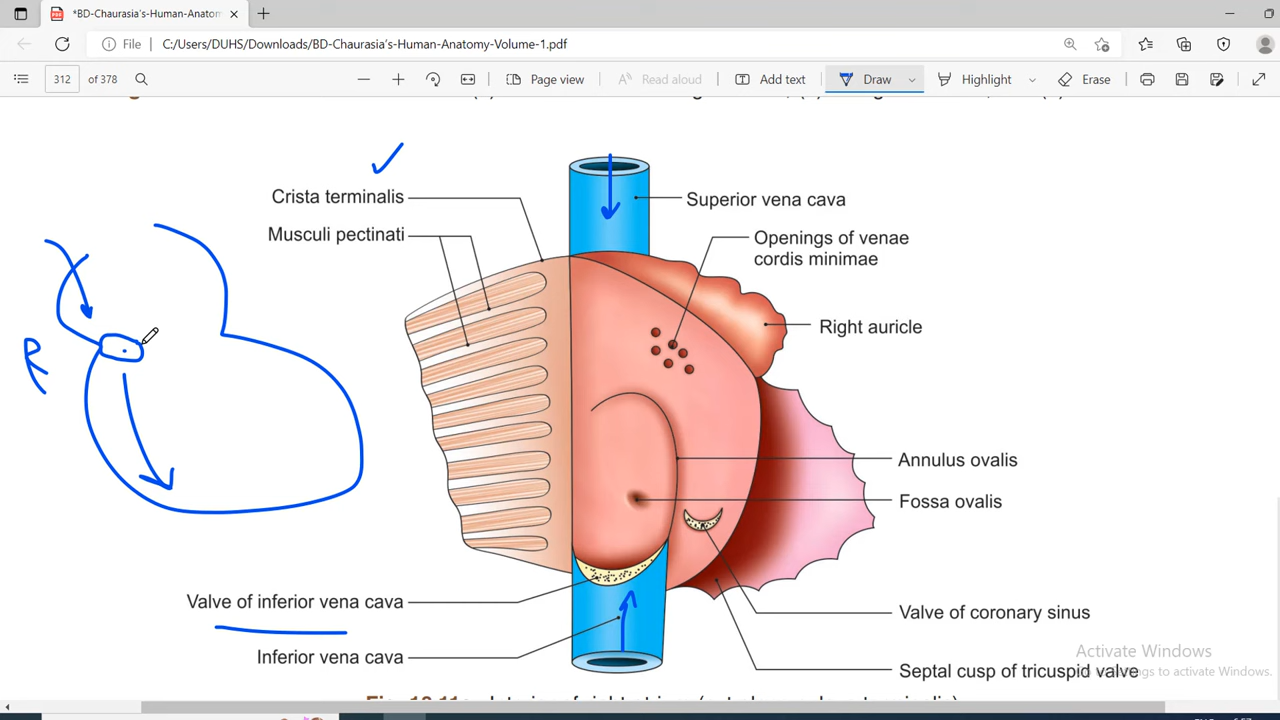 *BD-Chaurasia's-Human-Anatom
File
C:/Users/DUHS/Downloads/BD-Chaurasia's-Human-Anatomy-Volume-1.pdf
312 of 378
Page view
Read aloud
Add text
Draw
Highlight
Erase
Crista terminalis
Superior vena cava
Musculi pectinati
Openings of venae
cordis minimae
Right auricle
R
Annulus ovalis
Fossa ovalis
Valve of inferior vena cava
Valve of coronary sinus
Inferior vena cava
Septal cusp of tricuspid valve
Activate Windows
to activate Windows.